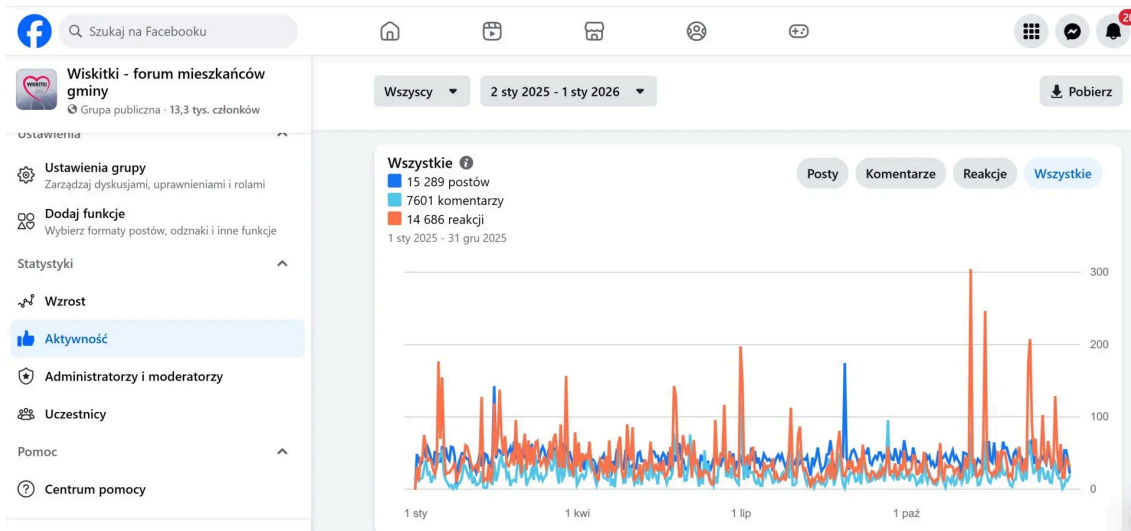 Szukaj na Facebooku
20
Wiskitki - forum mieszkańców
gminy
Grupa publiczna · 13,3 tys. członków
Ustawienia
Ustawienia grupy
Zarządzaj dyskusjami, uprawnieniami i rolami
Dodaj funkcje
Wybierz formaty postów, odznaki i inne funkcje
Statystyki
Wzrost
Aktywność
Administratorzy i moderatorzy
Uczestnicy
Pomoc
Centrum pomocy
Wszyscy
2 sty 2025 - 1 sty 2026
Pobierz
Wszystkie
15 289 postów
7601 komentarzy
14 686 reakcji
1 sty 2025 - 31 gru 2025
Posty
Komentarze
Reakcje
Wszystkie
300
200
100
0
1 sty
1 kwi
1 lip
1 paź